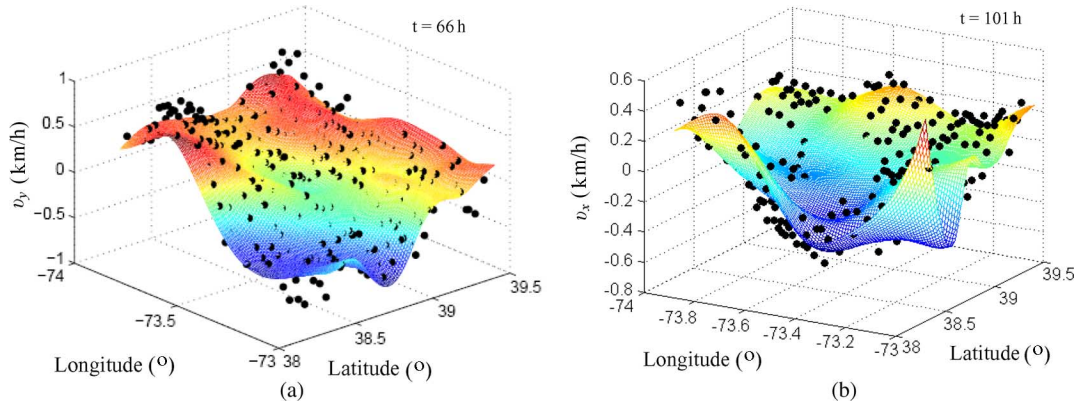 (a)
t = 66 h
1
0.5
0
−0.5
−1
v_y (km/h)
−74
−73.5
−73
38
38.5
39
39.5
Longitude (°)
Latitude (°)
(a)
(b)
t = 101 h
0.6
0.4
0.2
0
-0.2
-0.4
-0.6
-0.8
v_x (km/h)
-74
-73.8
-73.6
-73.4
-73.2
-73
38
38.5
39
39.5
Longitude (°)
Latitude (°)
(b)